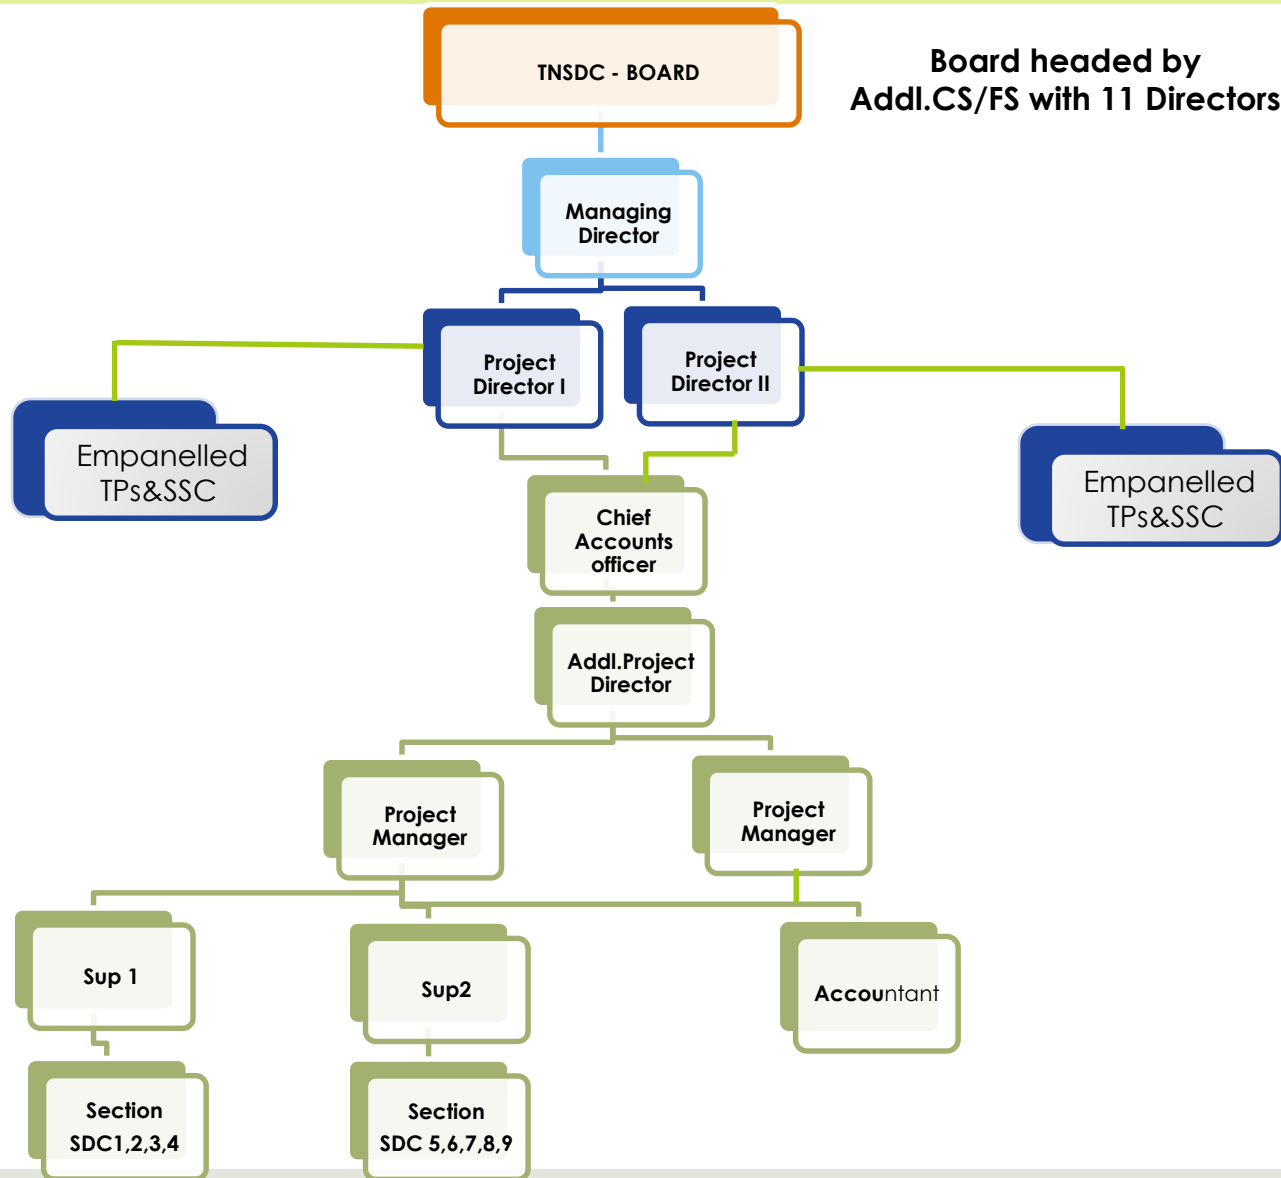 TNSDC - BOARD
Board headed by
Addl.CS/FS with 11 Directors
Managing
Director
Project
Director I
Project
Director II
Empanelled
TPs&SSC
Empanelled
TPs&SSC
Chief
Accounts
officer
Addl.Project
Director
Project
Manager
Project
Manager
Sup 1
Sup2
Accountant
Section
SDC1,2,3,4
Section
SDC 5,6,7,8,9